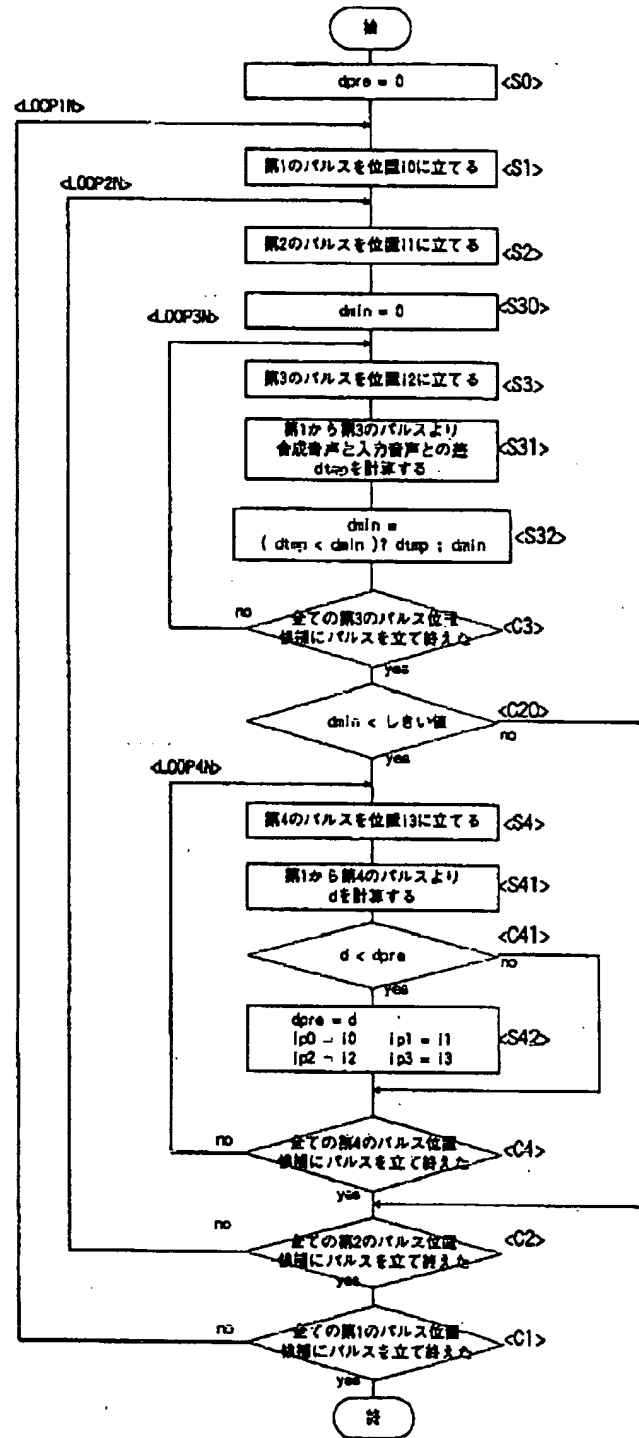 始
dpre = 0
<S0>
<LOOP1N>
第1のパルスを位置i0に立てる
<S1>
<LOOP2N>
第2のパルスを位置i1に立てる
<S2>
dmin = 0
<S30>
<LOOP3N>
第3のパルスを位置i2に立てる
<S3>
第1から第3のパルスより
合成音声と入力音声との差
dtmpを計算する
<S31>
dmin =
( dtmp < dmin )? dtmp ; dmin
<S32>
no
全ての第3のパルス位置
候補にパルスを立て終えた
<C3>
yes
dmin < しきい値
<C20>
no
yes
<LOOP4N>
第4のパルスを位置i3に立てる
<S4>
第1から第4のパルスより
dを計算する
<S41>
d < dpre
<C41>
no
yes
dpre = d
ip0 = i0 ip1 = i1
ip2 = i2 ip3 = i3
<S42>
no
全ての第4のパルス位置
候補にパルスを立て終えた
<C4>
yes
no
全ての第2のパルス位置
候補にパルスを立て終えた
<C2>
yes
no
全ての第1のパルス位置
候補にパルスを立て終えた
<C1>
yes
終